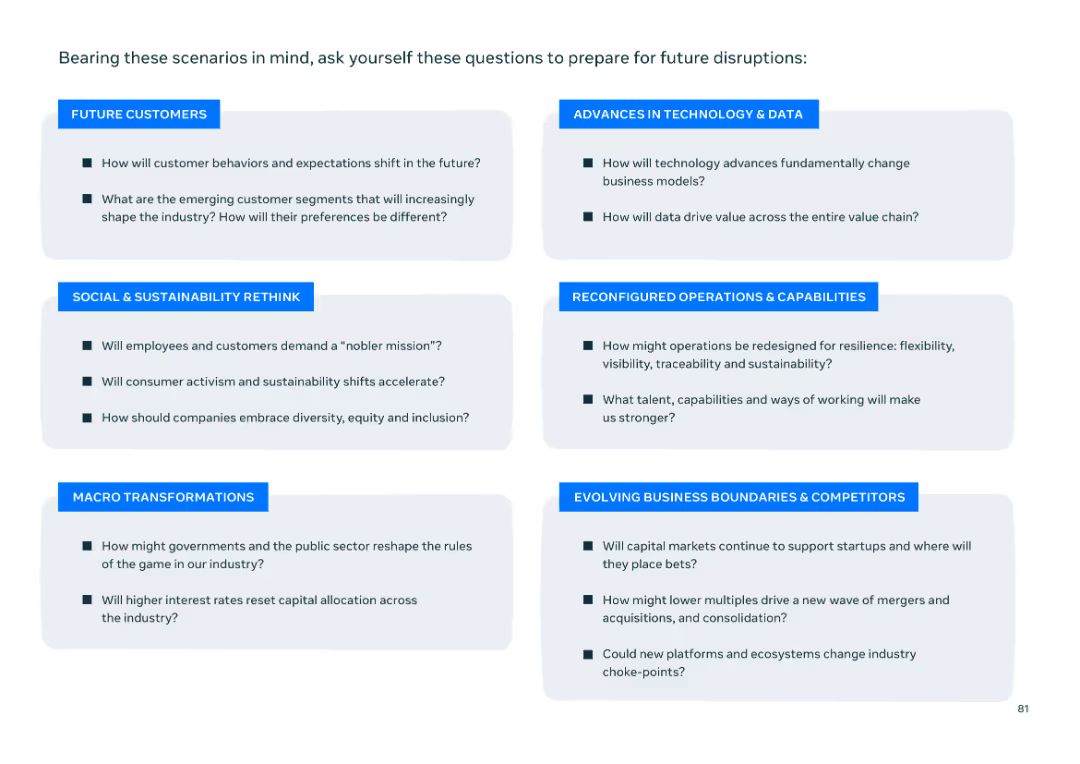 Bearing these scenarios in mind, ask yourself these questions to prepare for future disruptions:
FUTURE CUSTOMERS
■ How will customer behaviors and expectations shift in the future?
■ What are the emerging customer segments that will increasingly
shape the industry? How will their preferences be different?
ADVANCES IN TECHNOLOGY & DATA
■ How will technology advances fundamentally change
business models?
■ How will data drive value across the entire value chain?
SOCIAL & SUSTAINABILITY RETHINK
■ Will employees and customers demand a “nobler mission”?
■ Will consumer activism and sustainability shifts accelerate?
■ How should companies embrace diversity, equity and inclusion?
RECONFIGURED OPERATIONS & CAPABILITIES
■ How might operations be redesigned for resilience: flexibility,
visibility, traceability and sustainability?
■ What talent, capabilities and ways of working will make
us stronger?
MACRO TRANSFORMATIONS
■ How might governments and the public sector reshape the rules
of the game in our industry?
■ Will higher interest rates reset capital allocation across
the industry?
EVOLVING BUSINESS BOUNDARIES & COMPETITORS
■ Will capital markets continue to support startups and where will
they place bets?
■ How might lower multiples drive a new wave of mergers and
acquisitions, and consolidation?
■ Could new platforms and ecosystems change industry
choke-points?
81